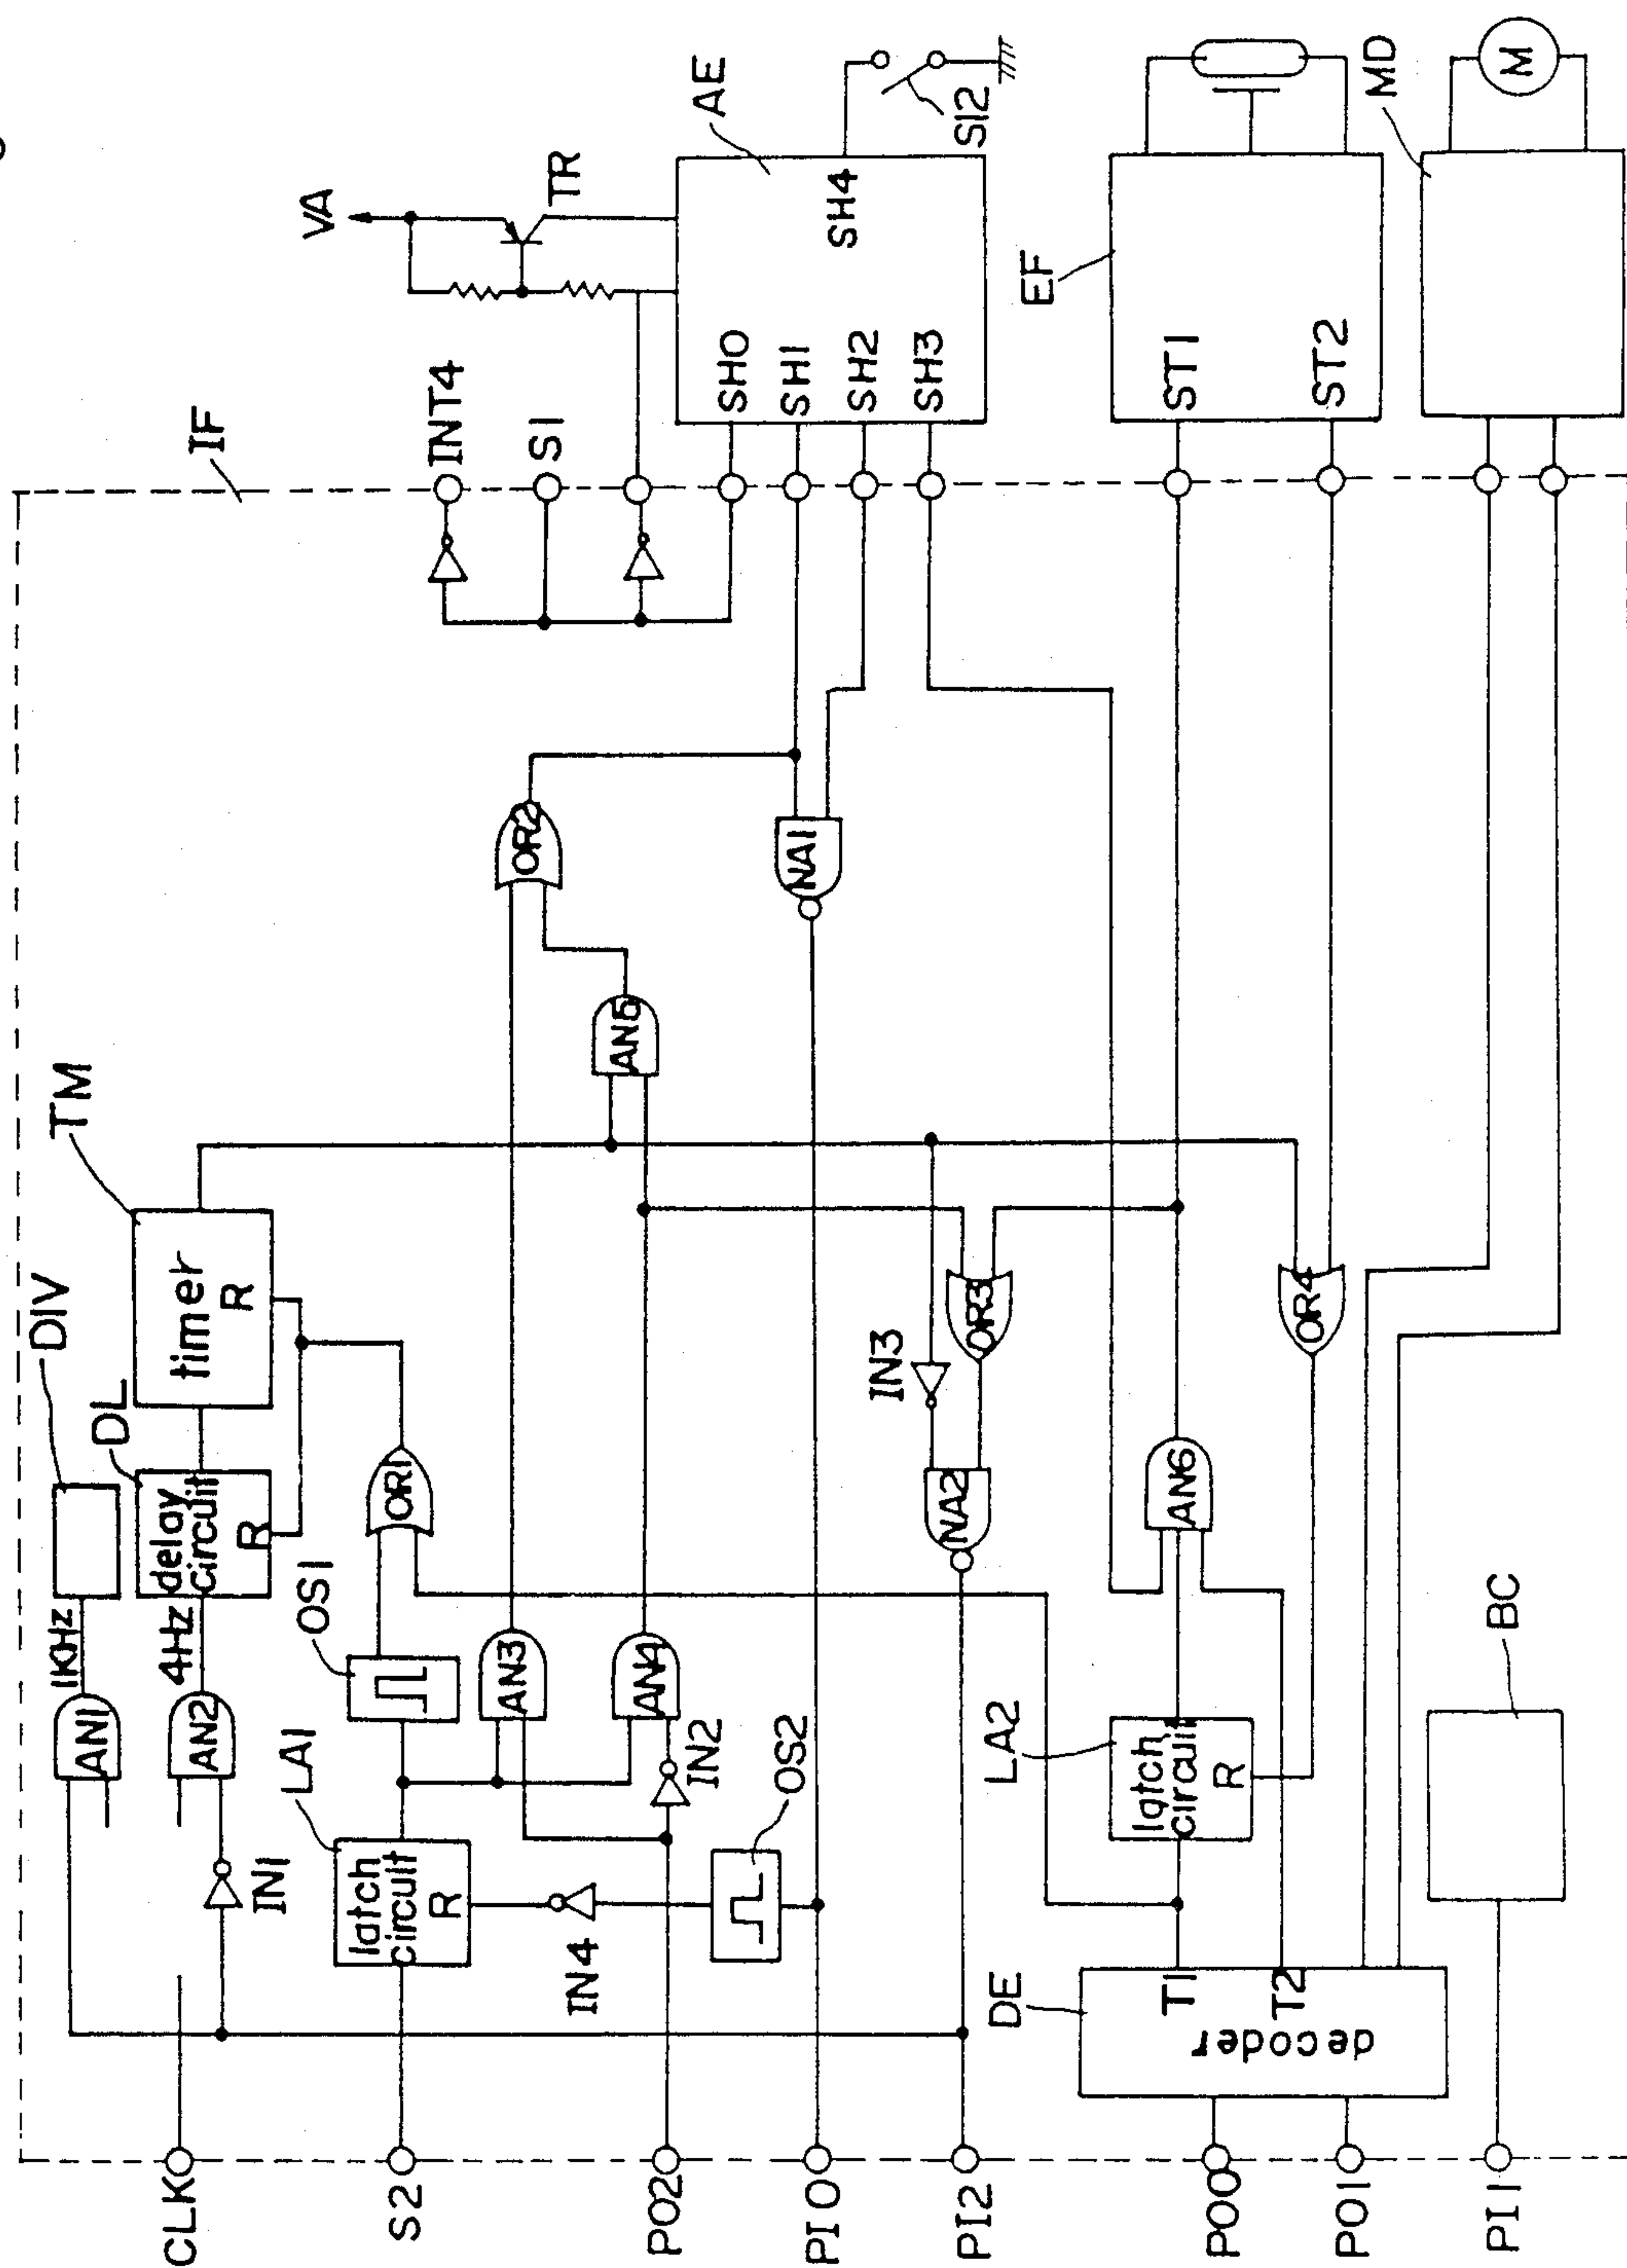 IF
CLK
S2
PO2
PI0
PI2
PO0
PO1
PI1
AN1
1KHz
DIV
AN2
4Hz
DL
delay
circuit
R
TM
timer
R
IN1
LA1
latch
circuit
R
OS1
OR1
AN3
AN4
IN2
IN4
OS2
AN5
OR2
NA1
IN3
OR3
NA2
LA2
latch
circuit
R
AN6
OR4
DE
decoder
T1
T2
BC
INT4
S1
VA
TR
AE
SH0
SH1
SH2
SH3
SH4
S12
EF
ST1
ST2
MD
M